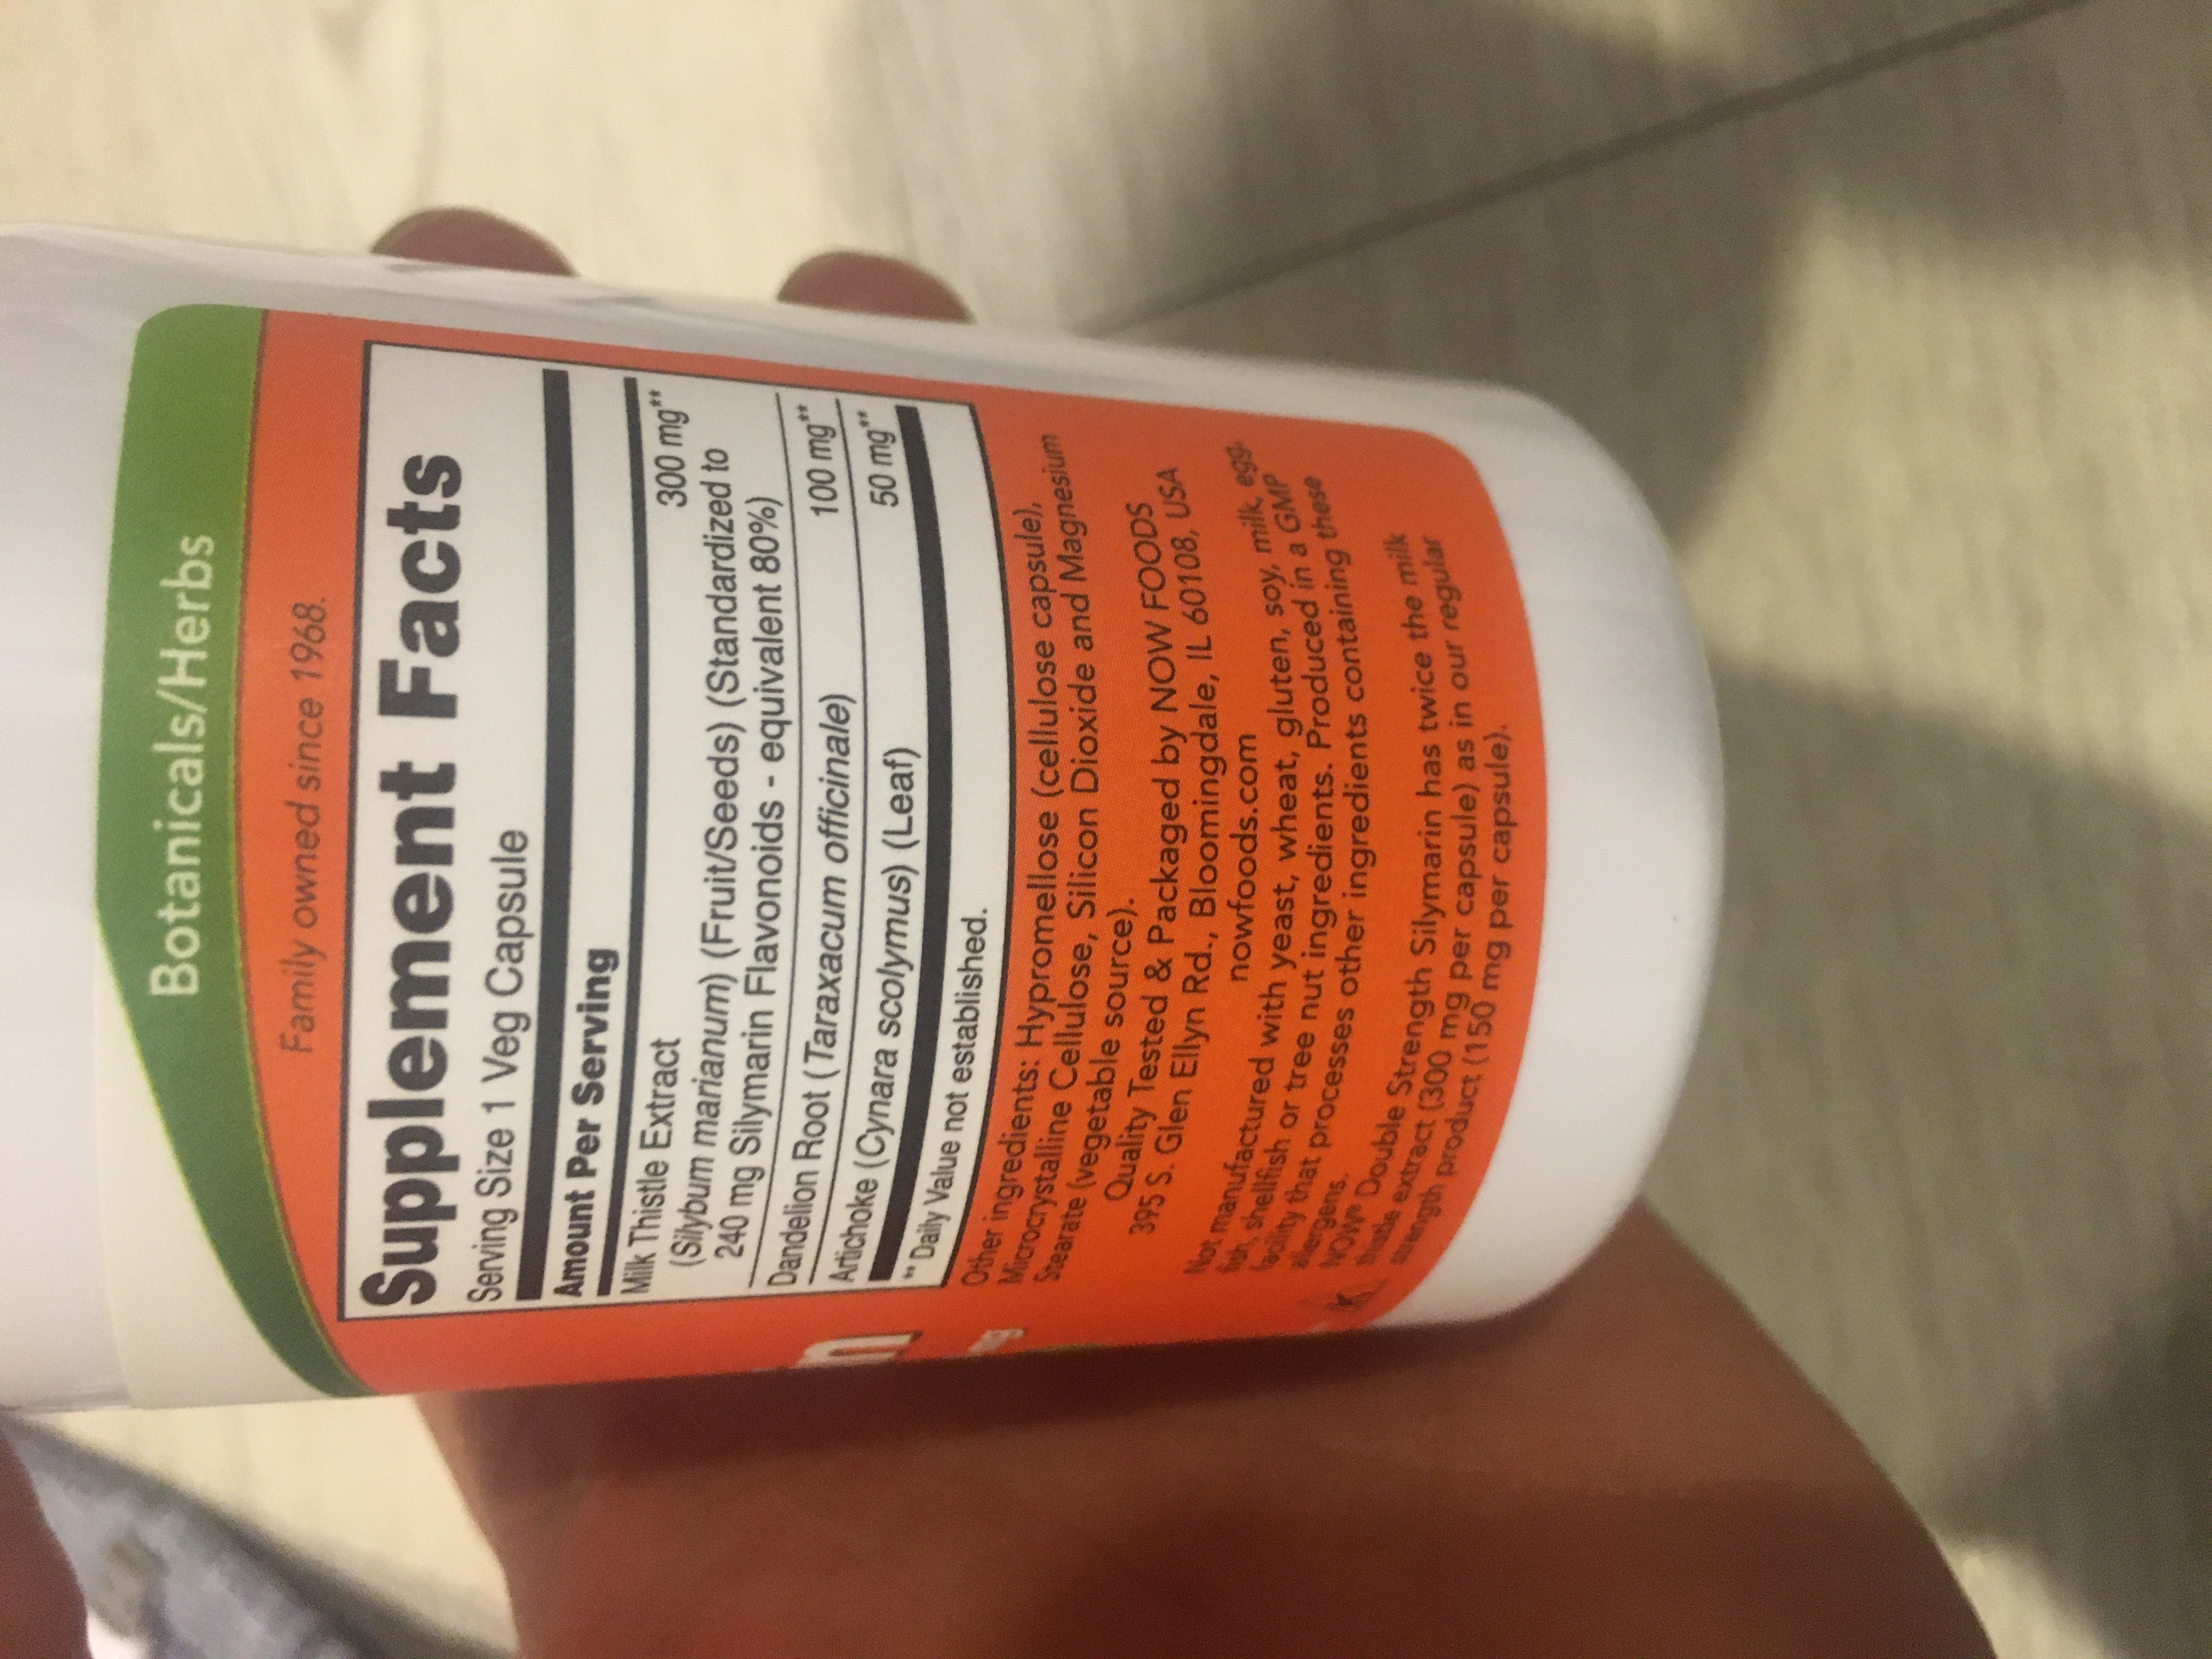 Botanicals/Herbs
Family owned since 1968.
Supplement Facts
Serving Size 1 Veg Capsule
Amount Per Serving
Milk Thistle Extract 300 mg**
(Silybum marianum) (Fruit/Seeds) (Standardized to
240 mg Silymarin Flavonoids - equivalent 80%)
Dandelion Root (Taraxacum officinale) 100 mg**
Artichoke (Cynara scolymus) (Leaf) 50 mg**
** Daily Value not established.
Other ingredients: Hypromellose (cellulose capsule),
Microcrystalline Cellulose, Silicon Dioxide and Magnesium
Stearate (vegetable source).
Quality Tested & Packaged by NOW FOODS
395 S. Glen Ellyn Rd., Bloomingdale, IL 60108, USA
nowfoods.com
Not manufactured with yeast, wheat, gluten, soy, milk, egg,
fish, shellfish or tree nut ingredients. Produced in a GMP
facility that processes other ingredients containing these
allergens.
NOW® Double Strength Silymarin has twice the milk
thistle extract (300 mg per capsule) as in our regular
strength product (150 mg per capsule).